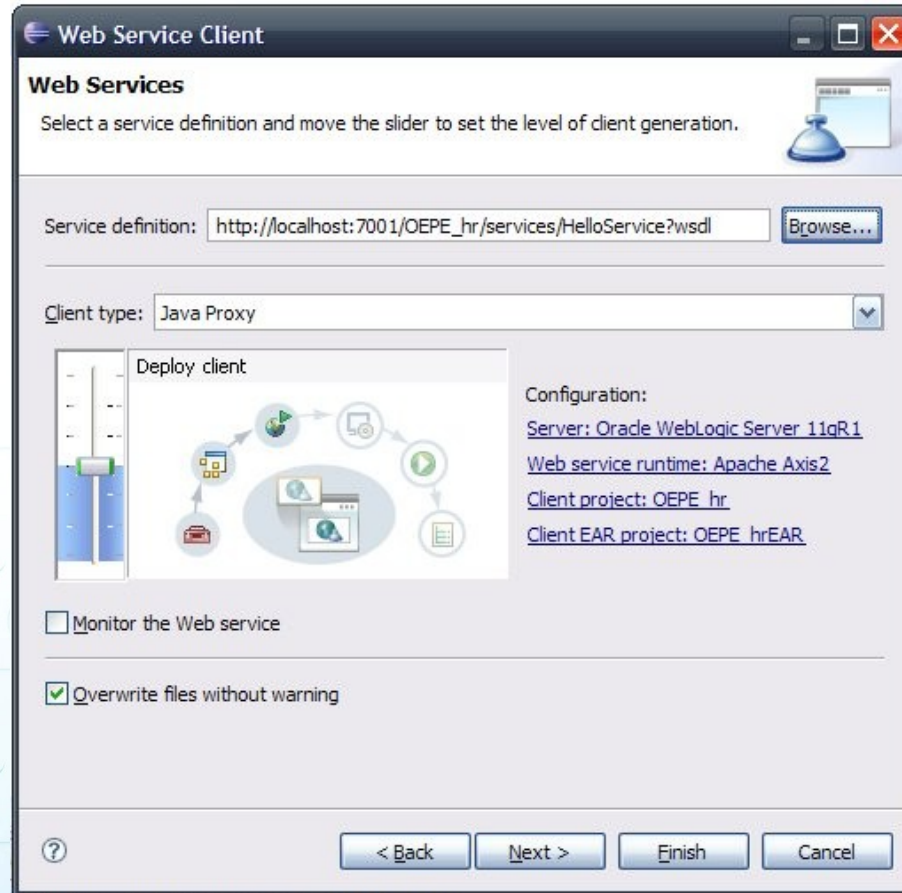 Web Service Client
Web Services
Select a service definition and move the slider to set the level of client generation.
Service definition: http://localhost:7001/OEPE_hr/services/HelloService?wsdl Browse...
Client type: Java Proxy
Deploy client
Configuration:
Server: Oracle WebLogic Server 11gR1
Web service runtime: Apache Axis2
Client project: OEPE_hr
Client EAR project: OEPE_hrEAR
Monitor the Web service
Overwrite files without warning
? < Back Next > Finish Cancel